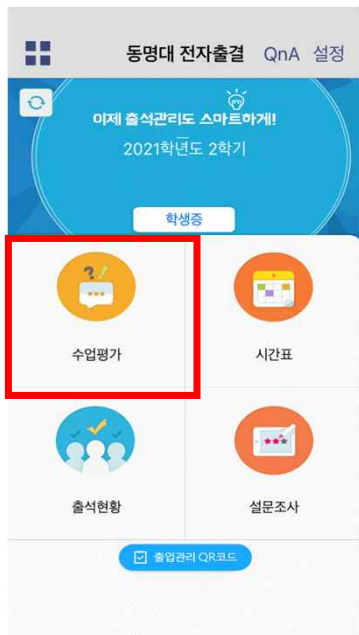 동명대 전자출결 QnA 설정
이제 출석관리도 스마트하게!
2021학년도 2학기
학생증
수업평가
시간표
출석현황
설문조사
출입관리 QR코드